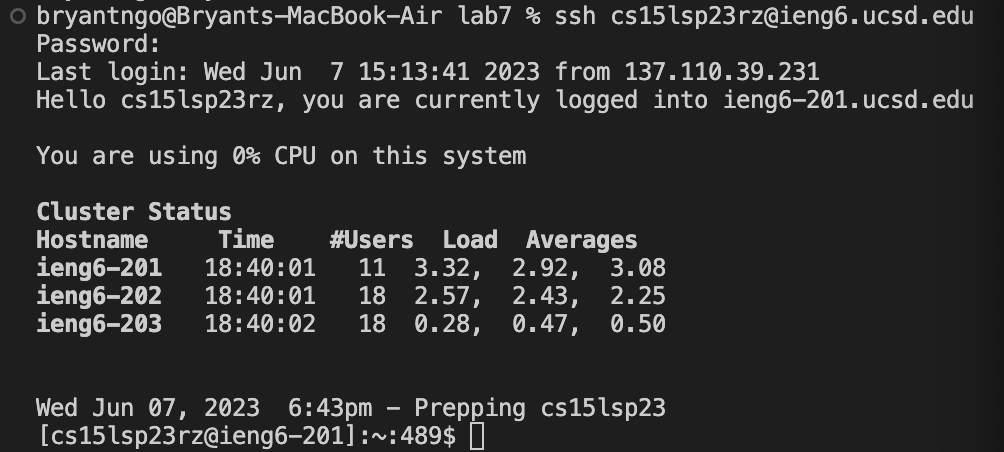 bryantngo@Bryants-MacBook-Air lab7 % ssh cs15lsp23rz@ieng6.ucsd.edu
Password:
Last login: Wed Jun  7 15:13:41 2023 from 137.110.39.231
Hello cs15lsp23rz, you are currently logged into ieng6-201.ucsd.edu
You are using 0% CPU on this system
Cluster Status
Hostname     Time    #Users  Load  Averages
ieng6-201   18:40:01   11  3.32,  2.92,  3.08
ieng6-202   18:40:01   18  2.57,  2.43,  2.25
ieng6-203   18:40:02   18  0.28,  0.47,  0.50
Wed Jun 07, 2023  6:43pm - Prepping cs15lsp23
[cs15lsp23rz@ieng6-201]:~:489$